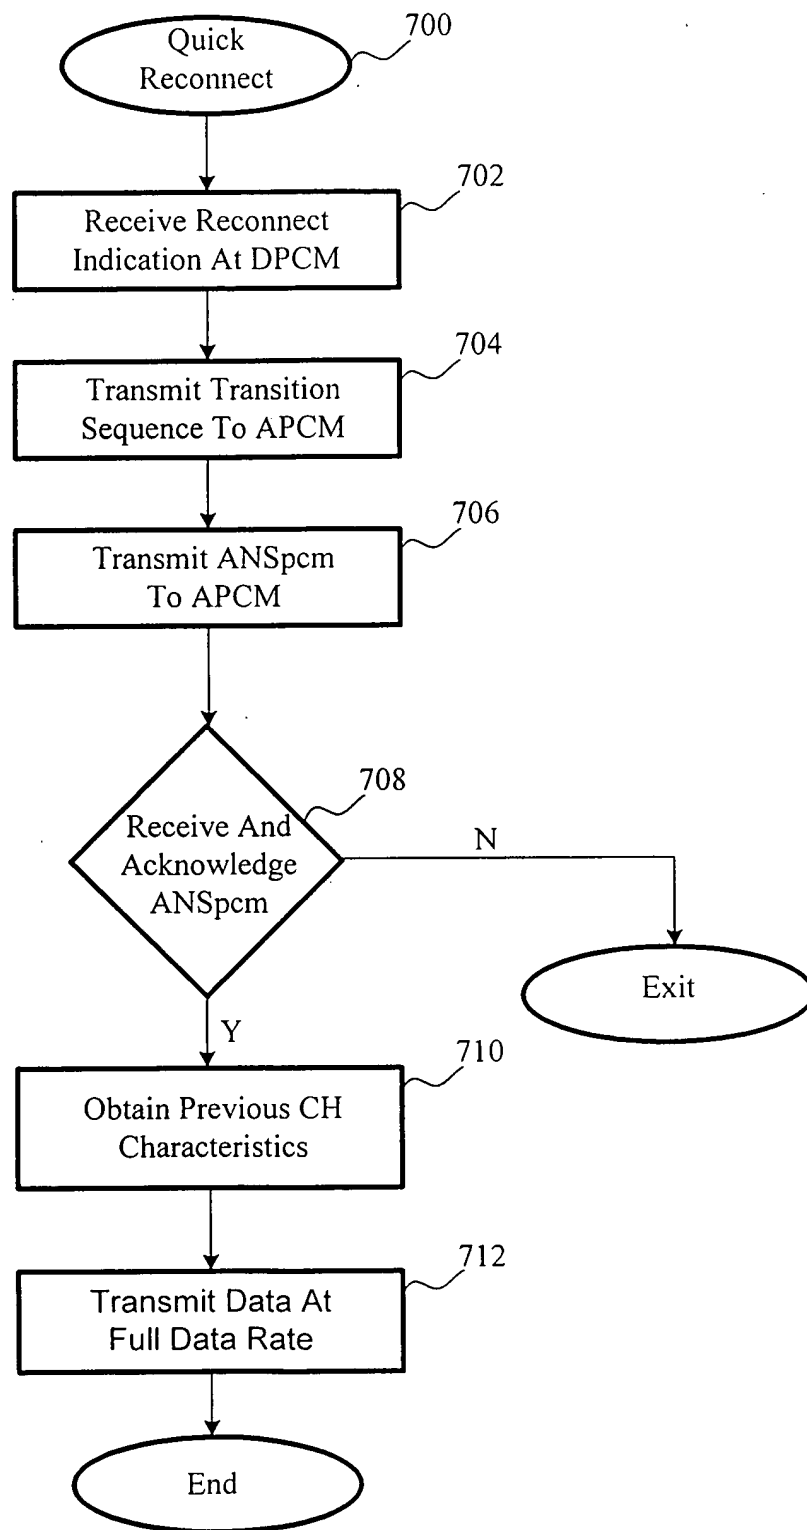 Quick
Reconnect
700
702
Receive Reconnect
Indication At DPCM
704
Transmit Transition
Sequence To APCM
706
Transmit ANSpcm
To APCM
708
Receive And
Acknowledge
ANSpcm
N
Exit
Y
710
Obtain Previous CH
Characteristics
712
Transmit Data At
Full Data Rate
End